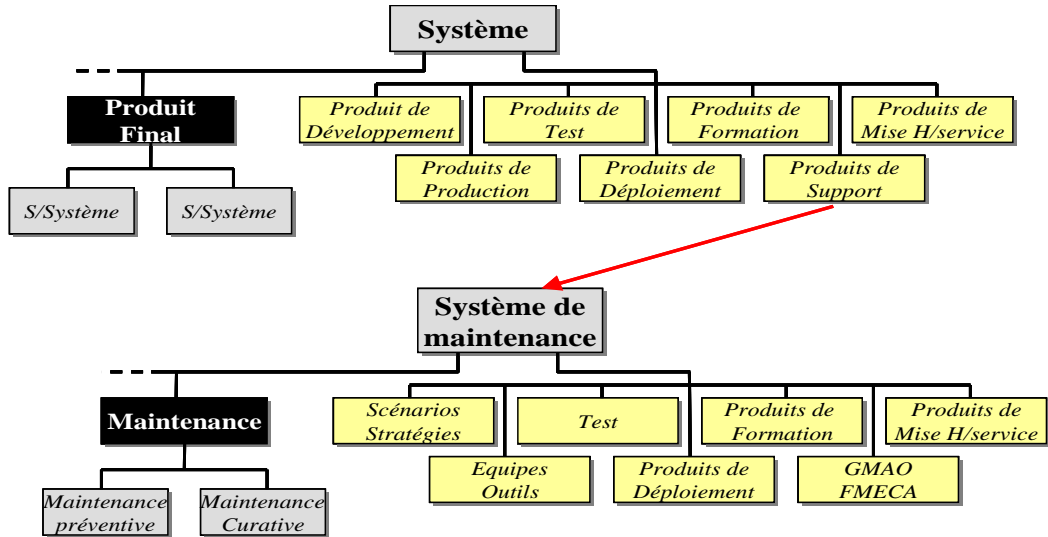 Système
Produit
Final
Produit de
Développement
Produits de
Test
Produits de
Formation
Produits de
Mise H/service
Produits de
Production
Produits de
Déploiement
Produits de
Support
S/Système
S/Système
Système de
maintenance
Maintenance
Scénarios
Stratégies
Test
Produits de
Formation
Produits de
Mise H/service
Equipes
Outils
Produits de
Déploiement
GMAO
FMECA
Maintenance
préventive
Maintenance
Curative